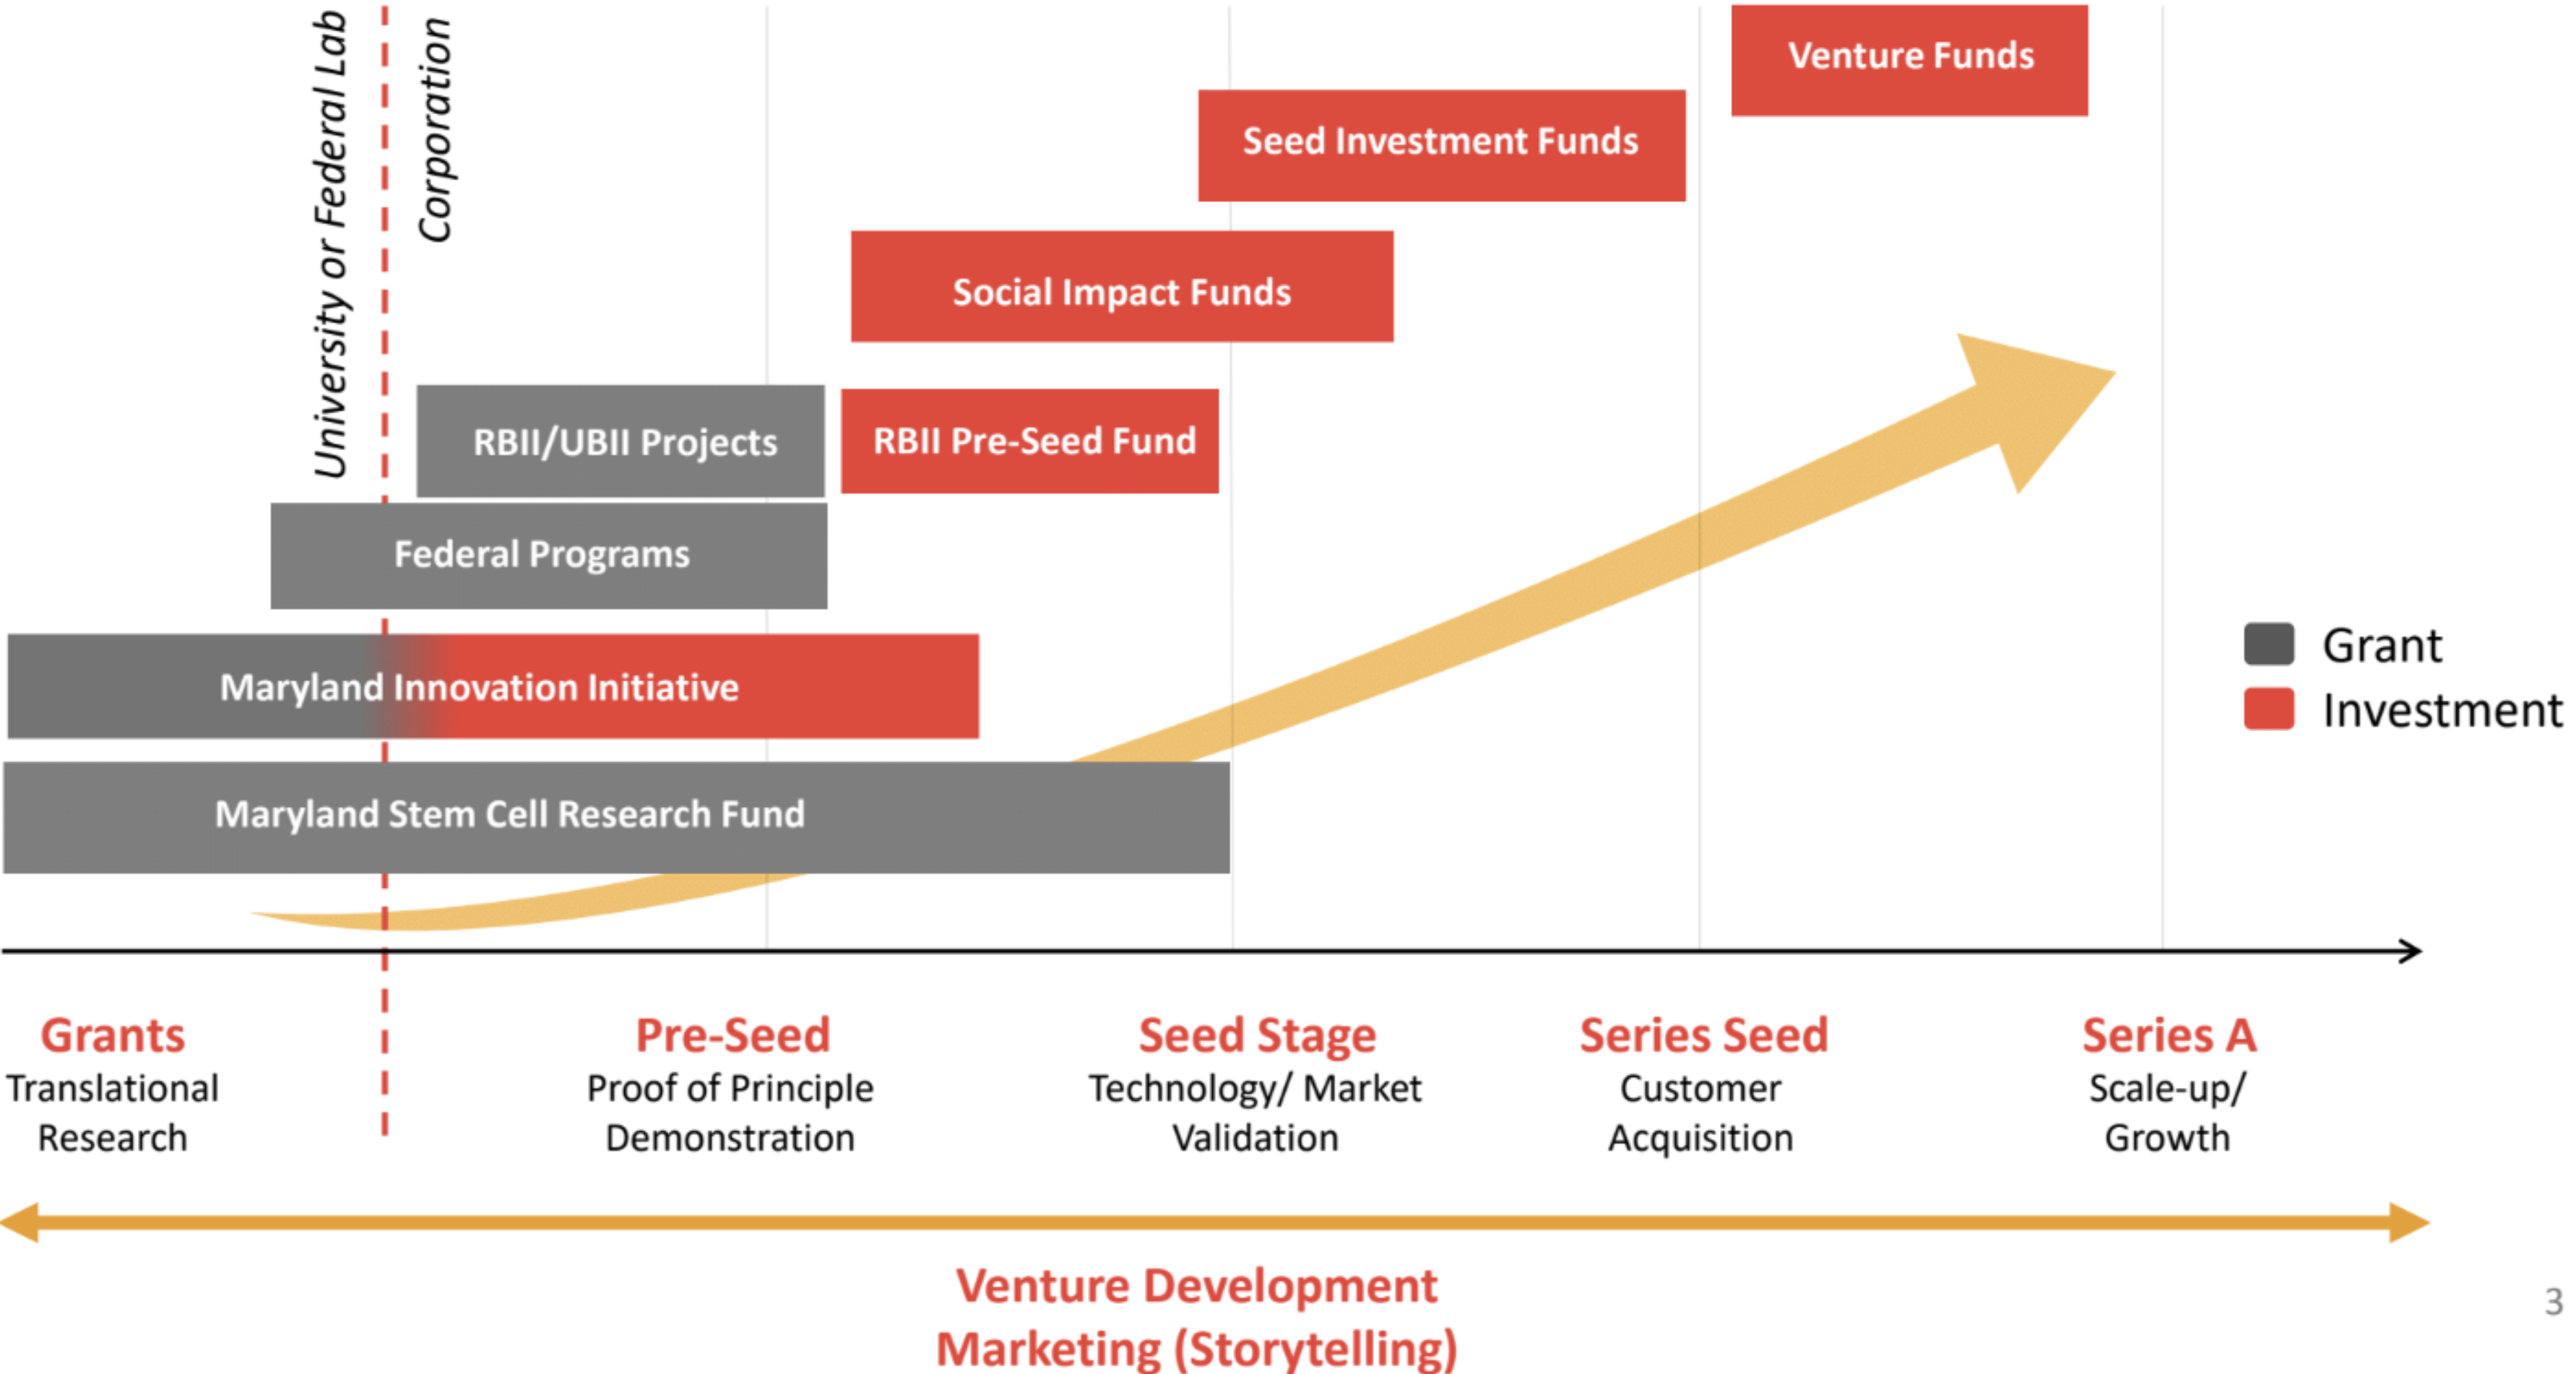 University or Federal Lab
Corporation
Venture Funds
Seed Investment Funds
Social Impact Funds
RBII/UBII Projects
RBII Pre-Seed Fund
Federal Programs
Maryland Innovation Initiative
Maryland Stem Cell Research Fund
Grant
Investment
Grants
Translational
Research
Pre-Seed
Proof of Principle
Demonstration
Seed Stage
Technology/ Market
Validation
Series Seed
Customer
Acquisition
Series A
Scale-up/
Growth
Venture Development
Marketing (Storytelling)
3